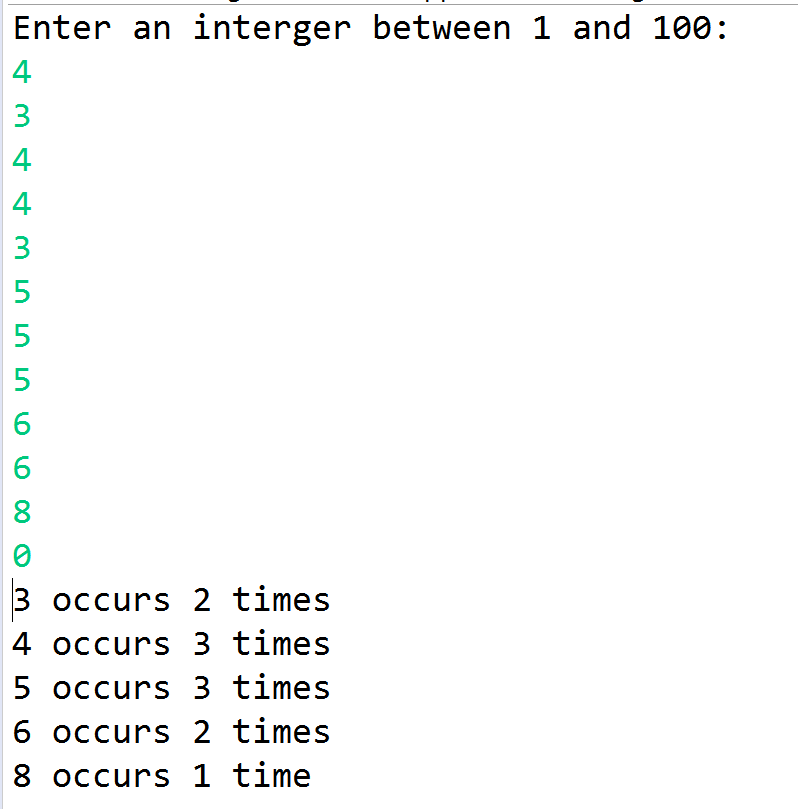 Enter an interger between 1 and 100:
4
3
4
4
3
5
5
5
6
6
8
0
3 occurs 2 times
4 occurs 3 times
5 occurs 3 times
6 occurs 2 times
8 occurs 1 time